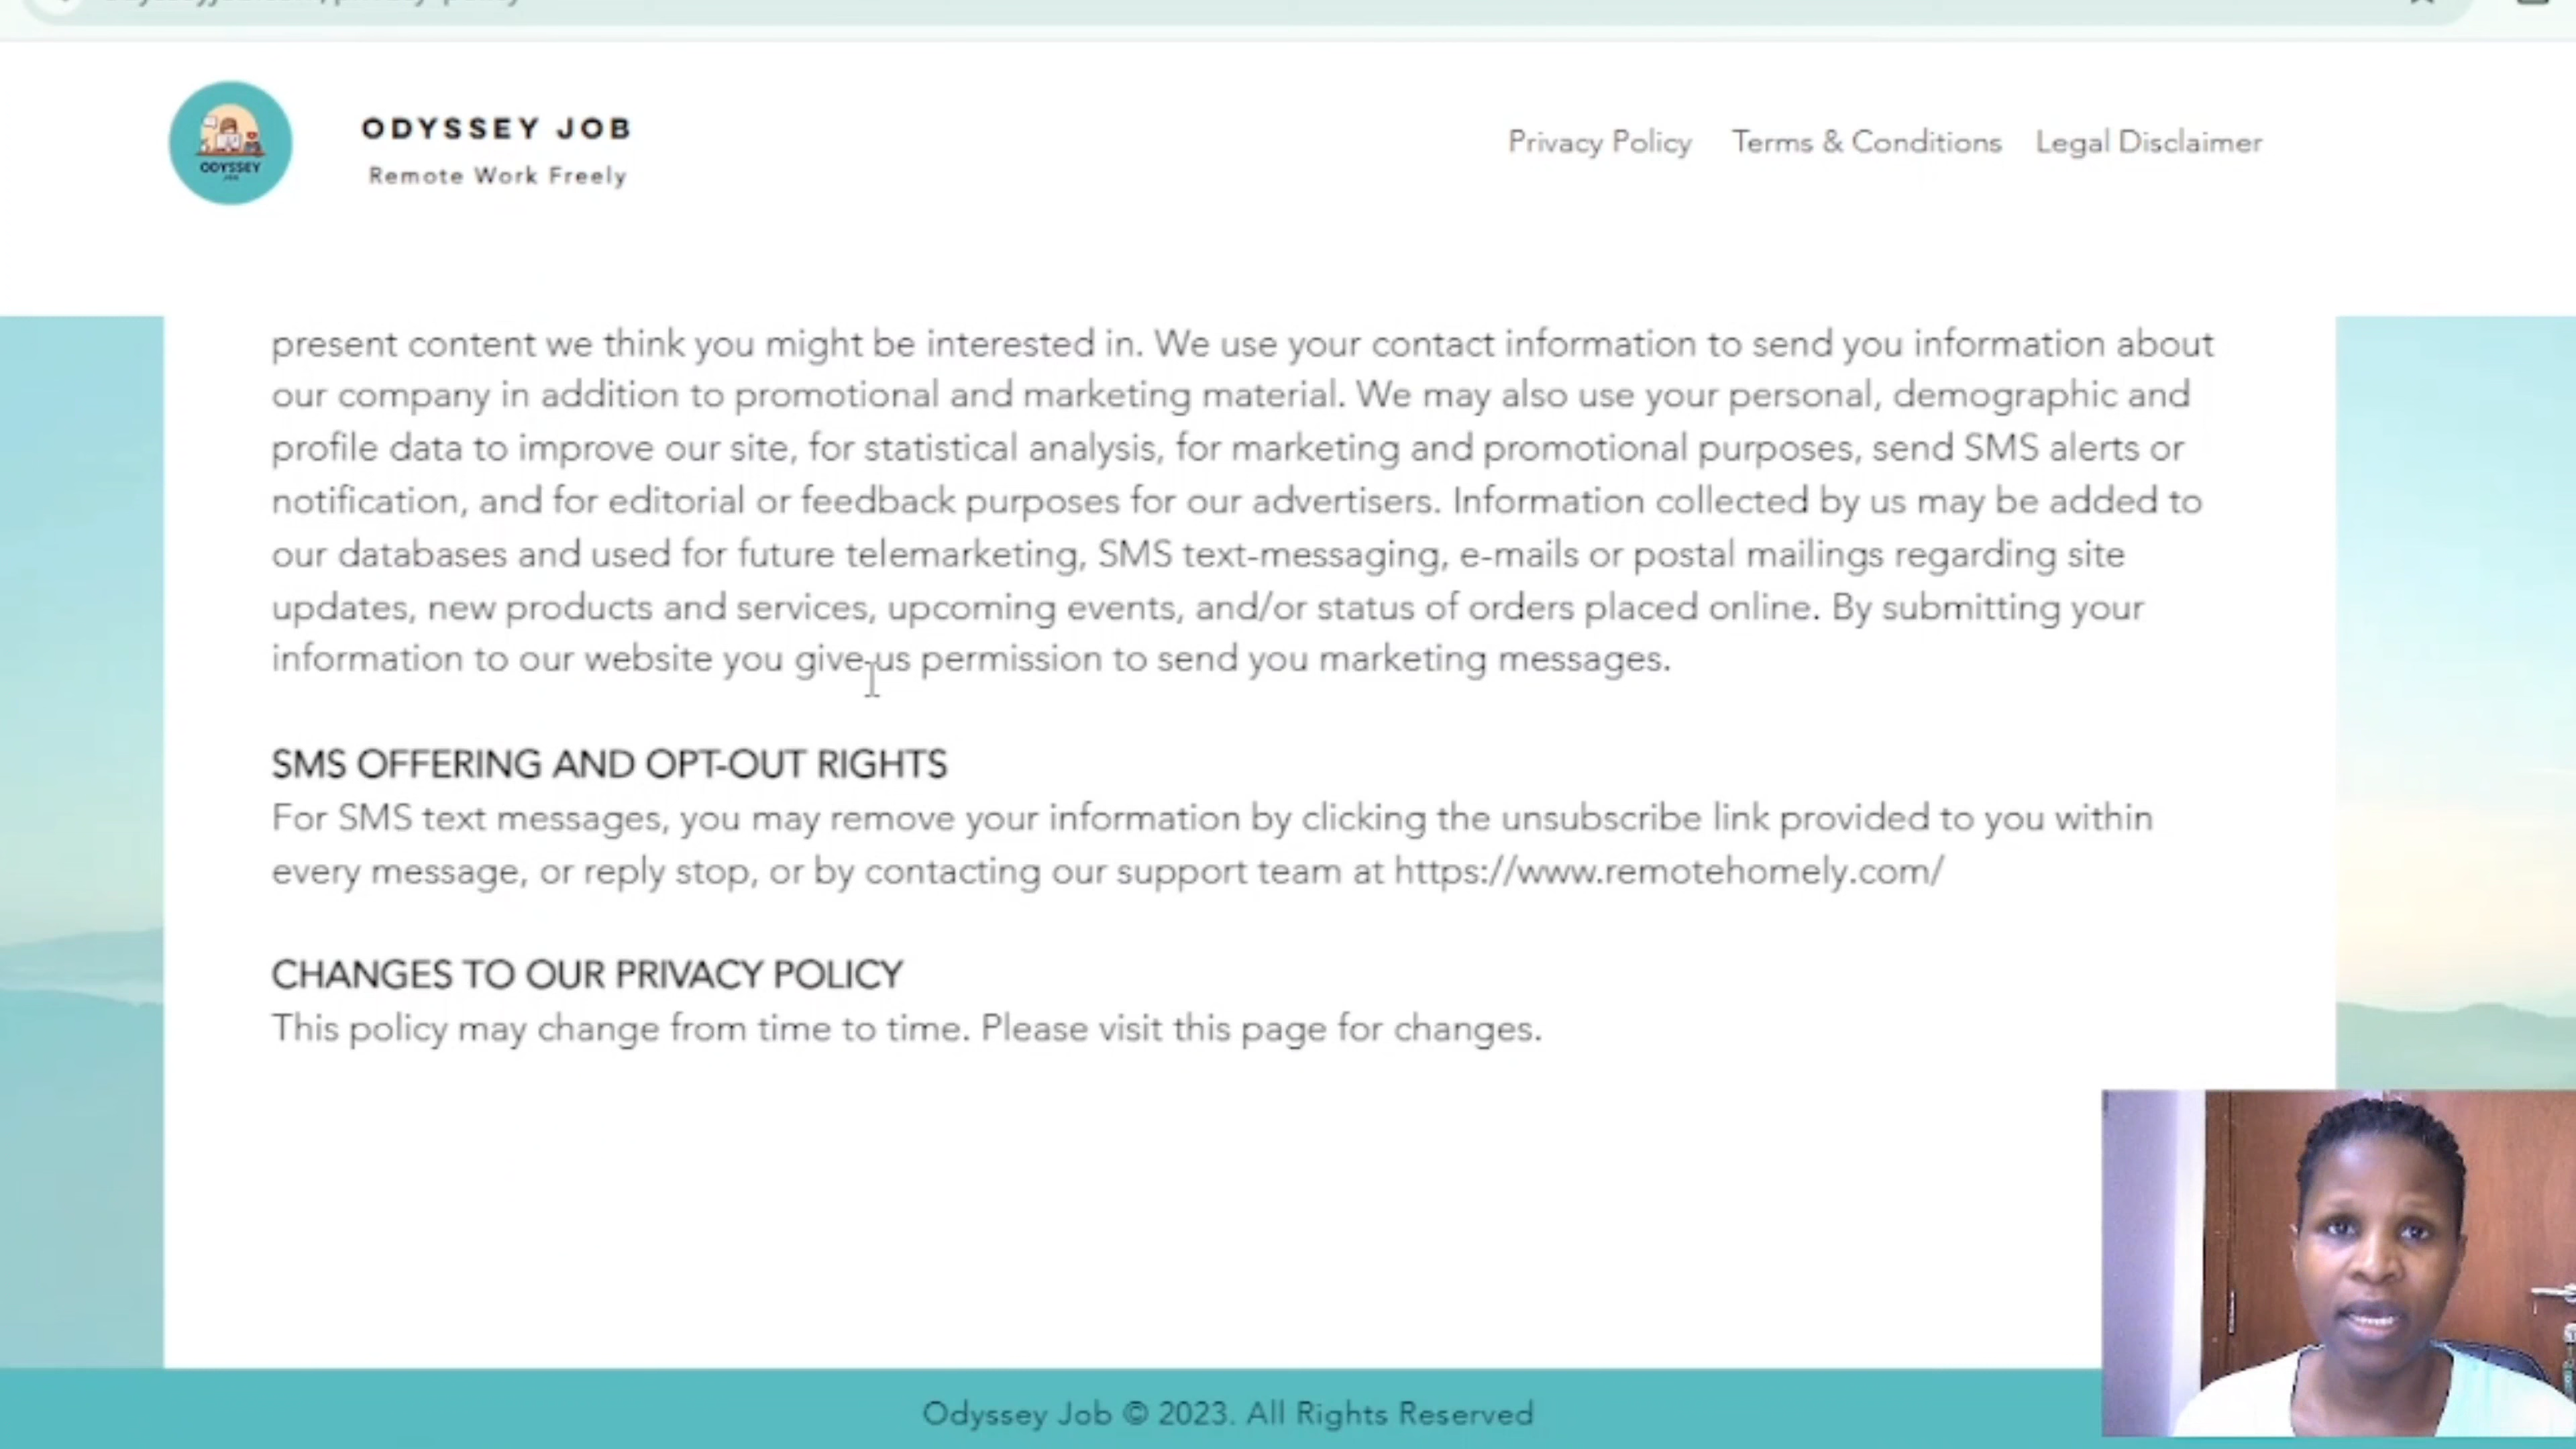 ODYSSEY JOB
Remote Work Freely
ODYSSEY
Privacy Policy Terms & Conditions Legal Disclaimer
present content we think you might be interested in. We use your contact information to send you information about
our company in addition to promotional and marketing material. We may also use your personal, demographic and
profile data to improve our site, for statistical analysis, for marketing and promotional purposes, send SMS alerts or
notification, and for editorial or feedback purposes for our advertisers. Information collected by us may be added to
our databases and used for future telemarketing, SMS text-messaging, e-mails or postal mailings regarding site
updates, new products and services, upcoming events, and/or status of orders placed online. By submitting your
information to our website you give us permission to send you marketing messages.
SMS OFFERING AND OPT-OUT RIGHTS
For SMS text messages, you may remove your information by clicking the unsubscribe link provided to you within
every message, or reply stop, or by contacting our support team at https://www.remotehomely.com/
CHANGES TO OUR PRIVACY POLICY
This policy may change from time to time. Please visit this page for changes.
Odyssey Job © 2023. All Rights Reserved